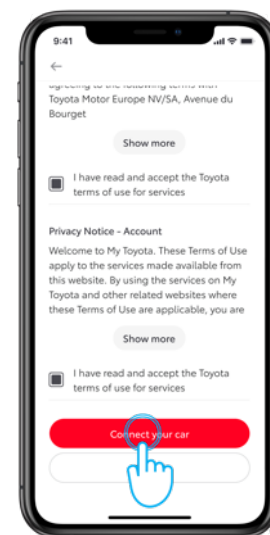 9:41
agreeing to the following terms with
Toyota Motor Europe NV/SA, Avenue du
Bourget
Show more
I have read and accept the Toyota
terms of use for services
Privacy Notice - Account
Welcome to My Toyota. These Terms of Use
apply to the services made available from
this website. By using the services on My
Toyota and other related websites where
these Terms of Use are applicable, you are
Show more
I have read and accept the Toyota
terms of use for services
Connect your car